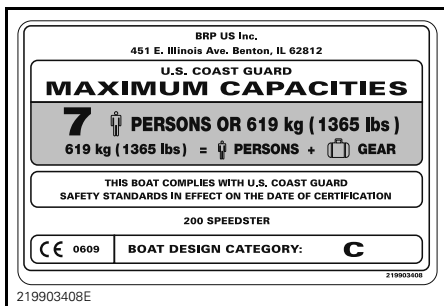 BRP US Inc.
451 E. Illinois Ave. Benton, IL 62812
U.S. COAST GUARD
MAXIMUM CAPACITIES
7 PERSONS OR 619 kg (1365 lbs)
619 kg (1365 lbs) = PERSONS + GEAR
THIS BOAT COMPLIES WITH U.S. COAST GUARD
SAFETY STANDARDS IN EFFECT ON THE DATE OF CERTIFICATION
200 SPEEDSTER
CE 0609 BOAT DESIGN CATEGORY: C
219903408
219903408E